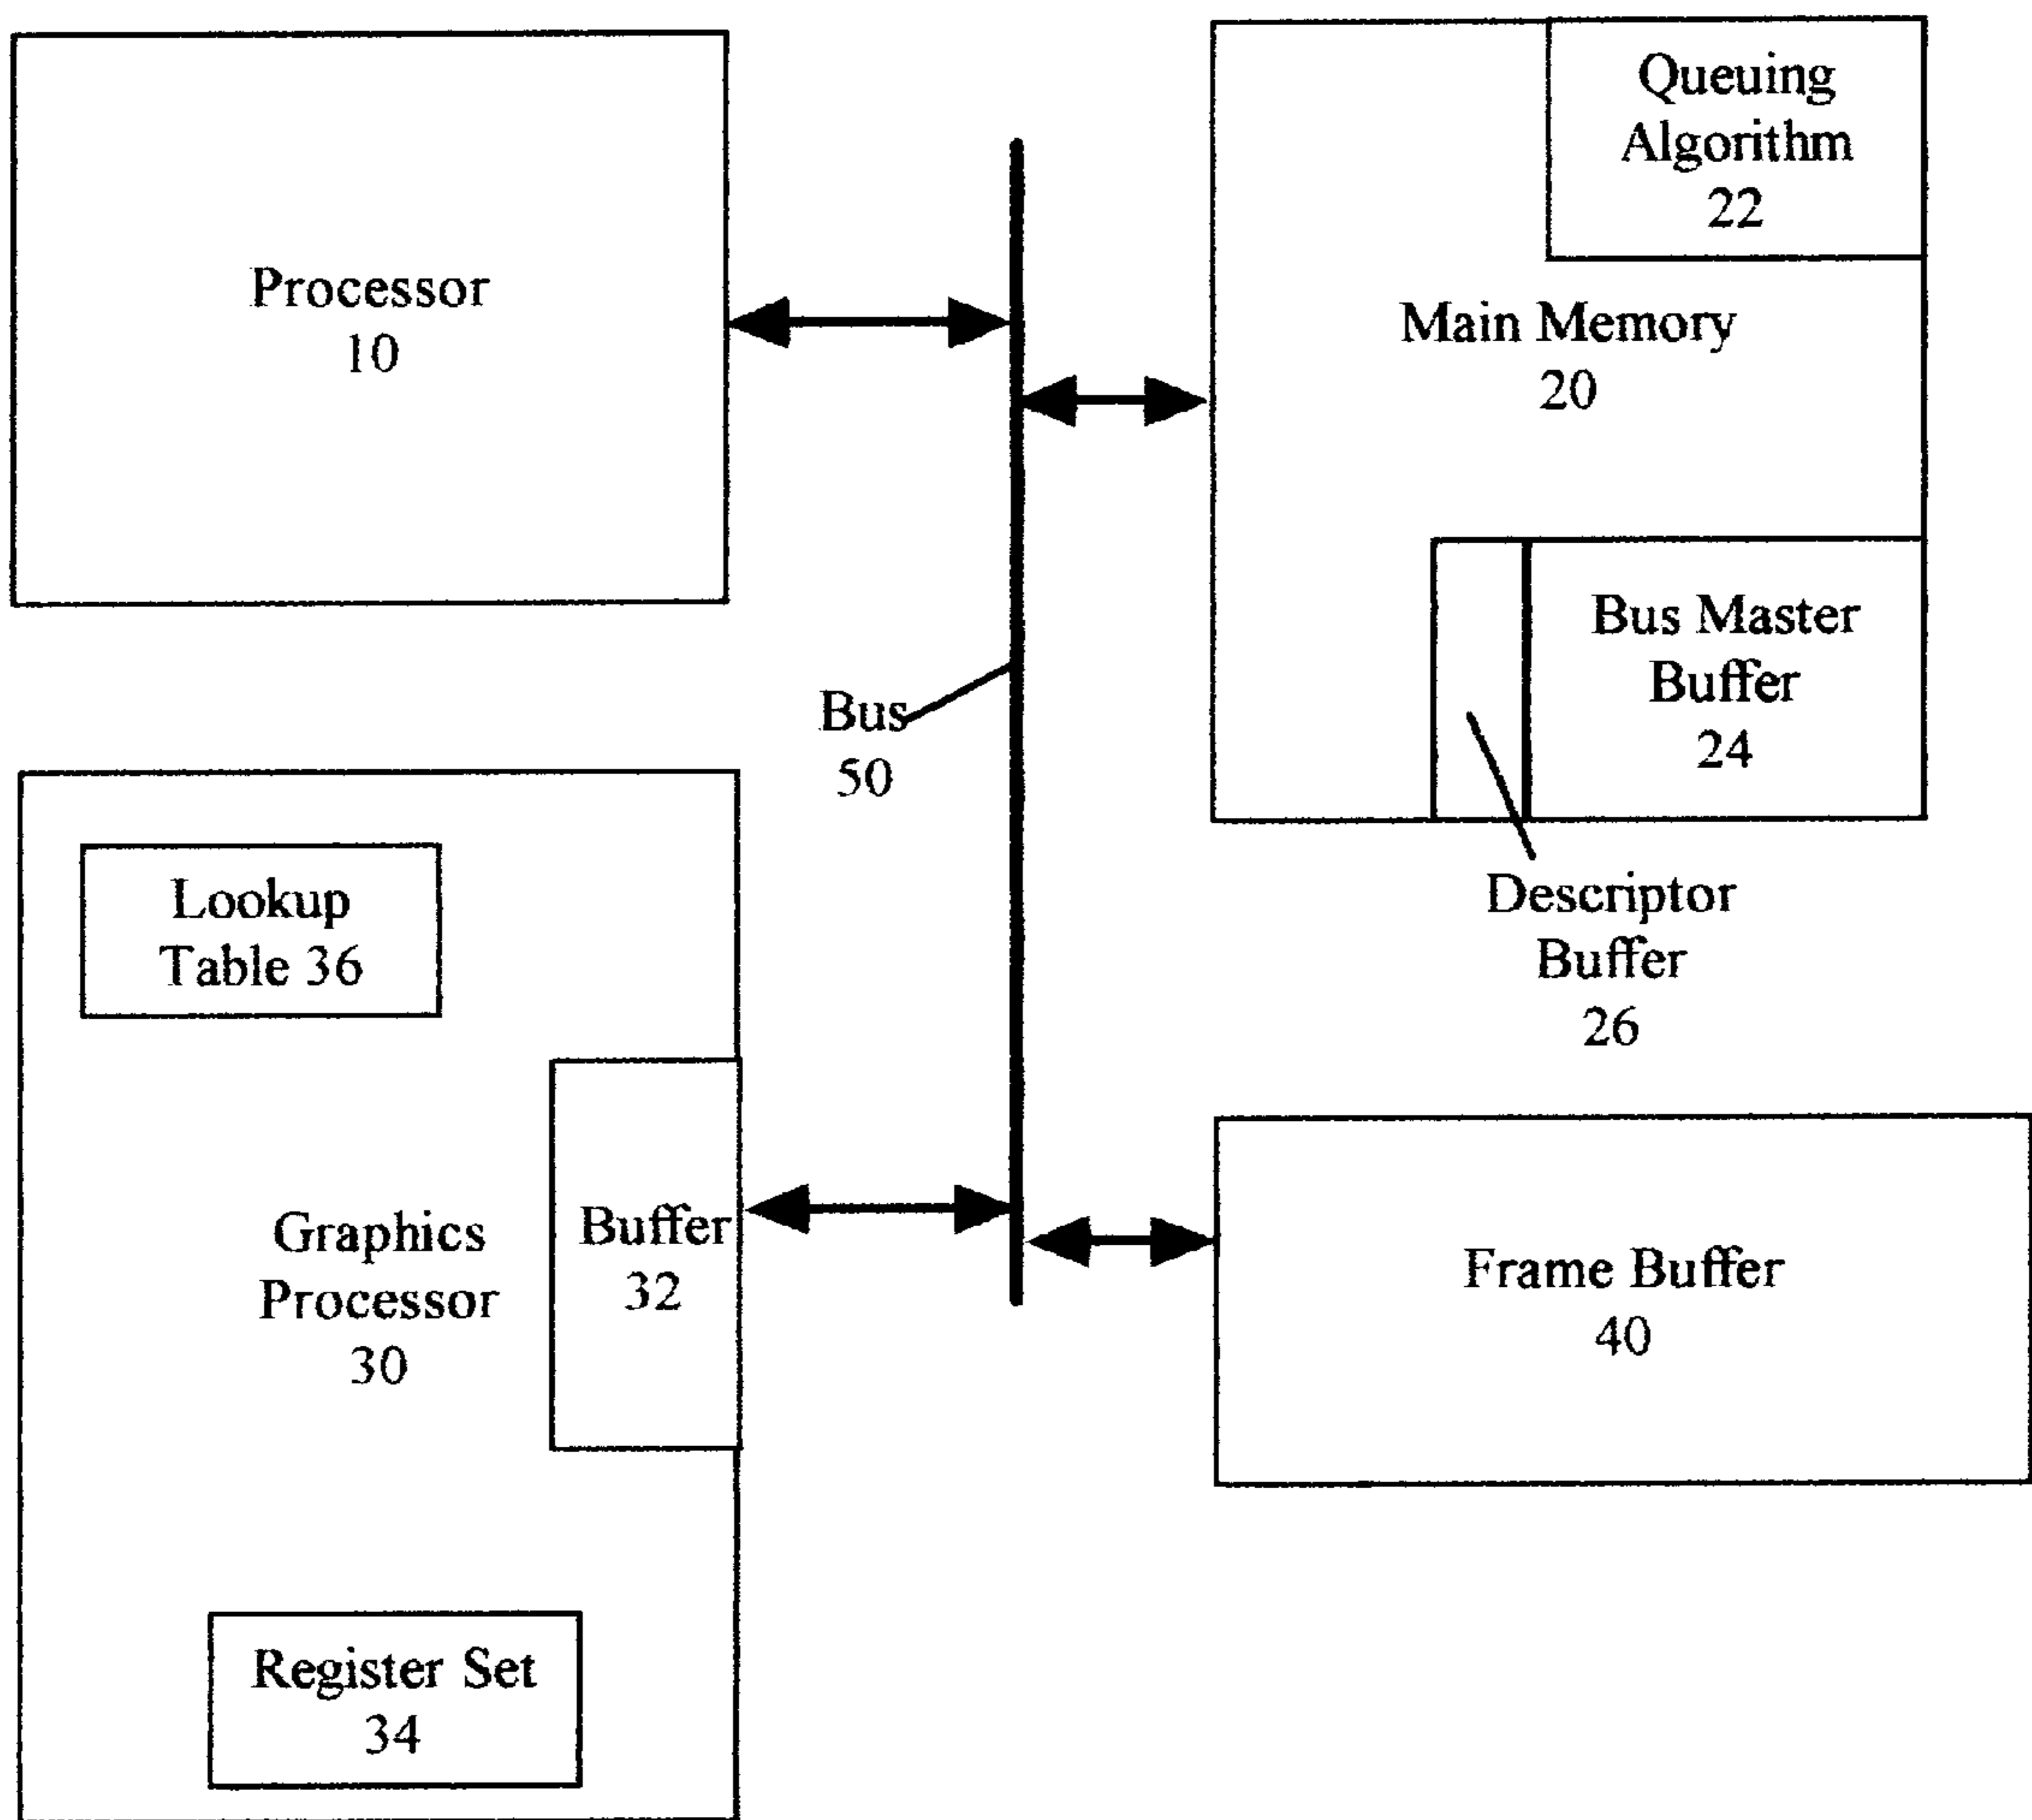 Processor
10
Queuing
Algorithm
22
Main Memory
20
Bus Master
Buffer
24
Descriptor
Buffer
26
Bus
50
Lookup
Table 36
Graphics
Processor
30
Buffer
32
Register Set
34
Frame Buffer
40